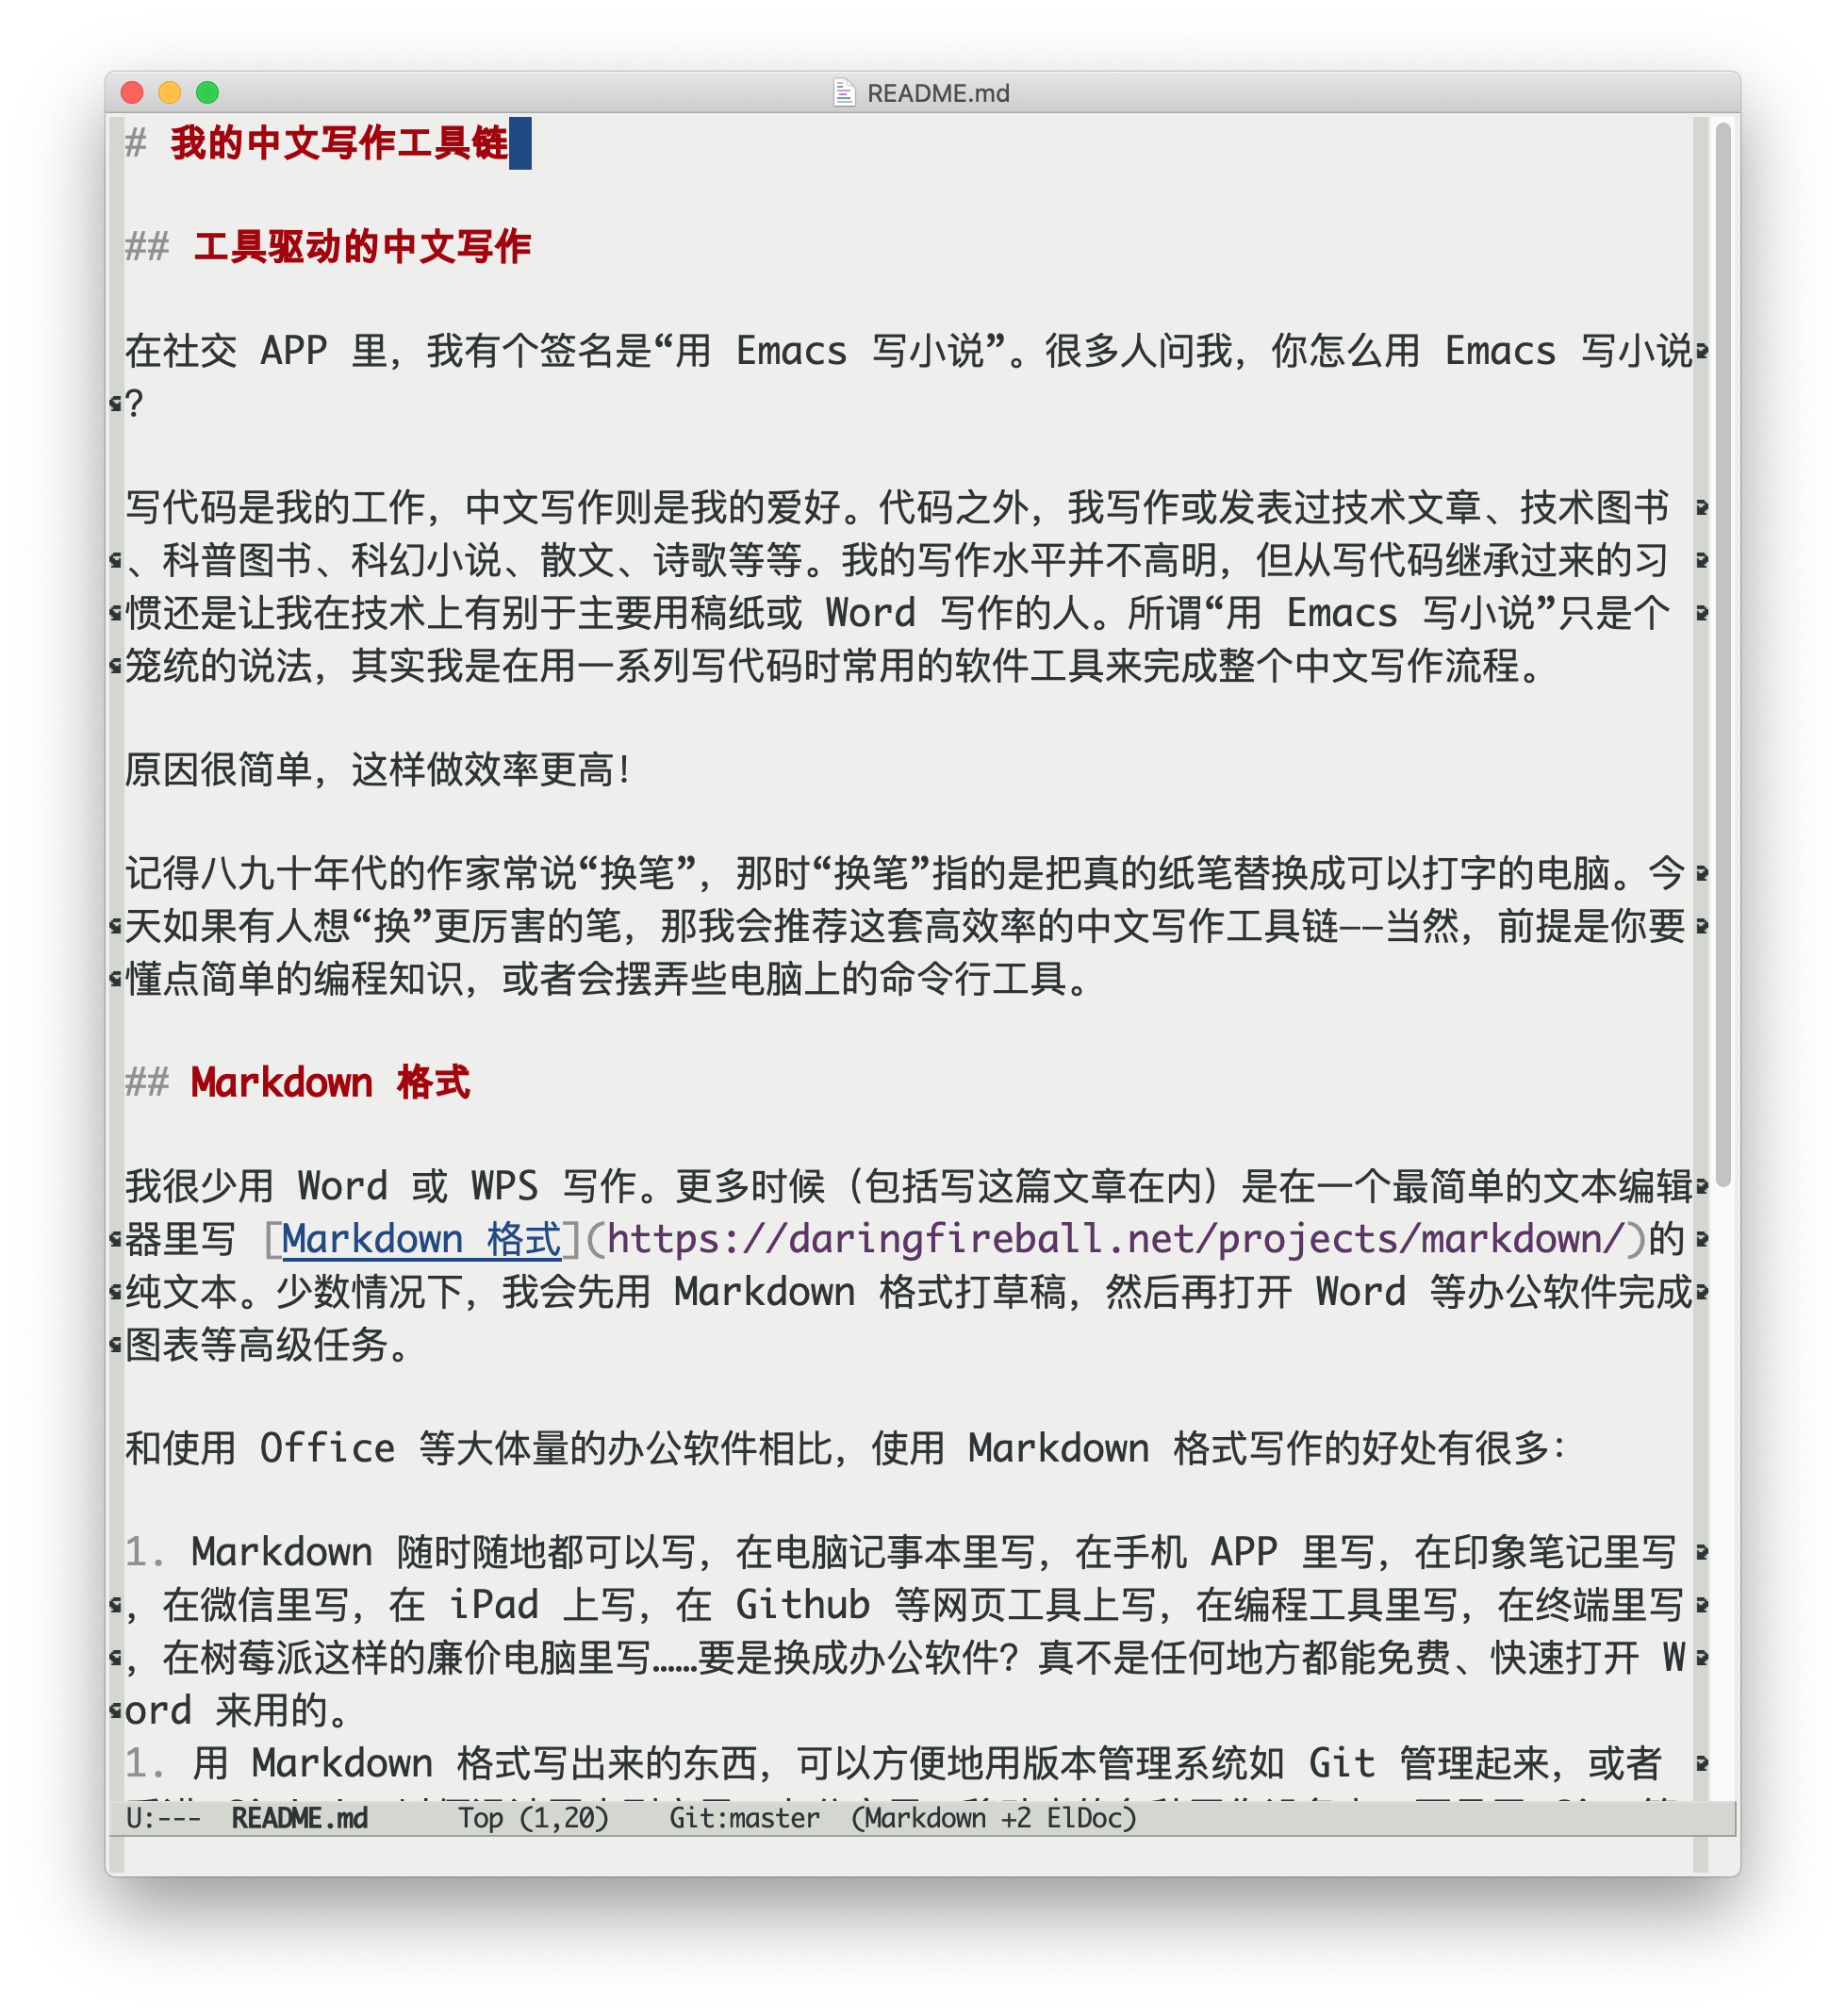 README.md
# 我的中文写作工具链
## 工具驱动的中文写作
在社交 APP 里，我有个签名是“用 Emacs 写小说”。很多人问我，你怎么用 Emacs 写小说
？
写代码是我的工作，中文写作则是我的爱好。代码之外，我写作或发表过技术文章、技术图书
、科普图书、科幻小说、散文、诗歌等等。我的写作水平并不高明，但从写代码继承过来的习
惯还是让我在技术上有别于主要用稿纸或 Word 写作的人。所谓“用 Emacs 写小说”只是个
笼统的说法，其实我是在用一系列写代码时常用的软件工具来完成整个中文写作流程。
原因很简单，这样做效率更高！
记得八九十年代的作家常说“换笔”，那时“换笔”指的是把真的纸笔替换成可以打字的电脑。今
天如果有人想“换”更厉害的笔，那我会推荐这套高效率的中文写作工具链——当然，前提是你要
懂点简单的编程知识，或者会摆弄些电脑上的命令行工具。
## Markdown 格式
我很少用 Word 或 WPS 写作。更多时候（包括写这篇文章在内）是在一个最简单的文本编辑
器里写 [Markdown 格式](https://daringfireball.net/projects/markdown/)的
纯文本。少数情况下，我会先用 Markdown 格式打草稿，然后再打开 Word 等办公软件完成
图表等高级任务。
和使用 Office 等大体量的办公软件相比，使用 Markdown 格式写作的好处有很多：
1. Markdown 随时随地都可以写，在电脑记事本里写，在手机 APP 里写，在印象笔记里写
，在微信里写，在 iPad 上写，在 Github 等网页工具上写，在编程工具里写，在终端里写
，在树莓派这样的廉价电脑里写……要是换成办公软件？真不是任何地方都能免费、快速打开 W
ord 来用的。
1. 用 Markdown 格式写出来的东西，可以方便地用版本管理系统如 Git 管理起来，或者
U:--- README.md Top (1,20) Git:master (Markdown +2 ElDoc)